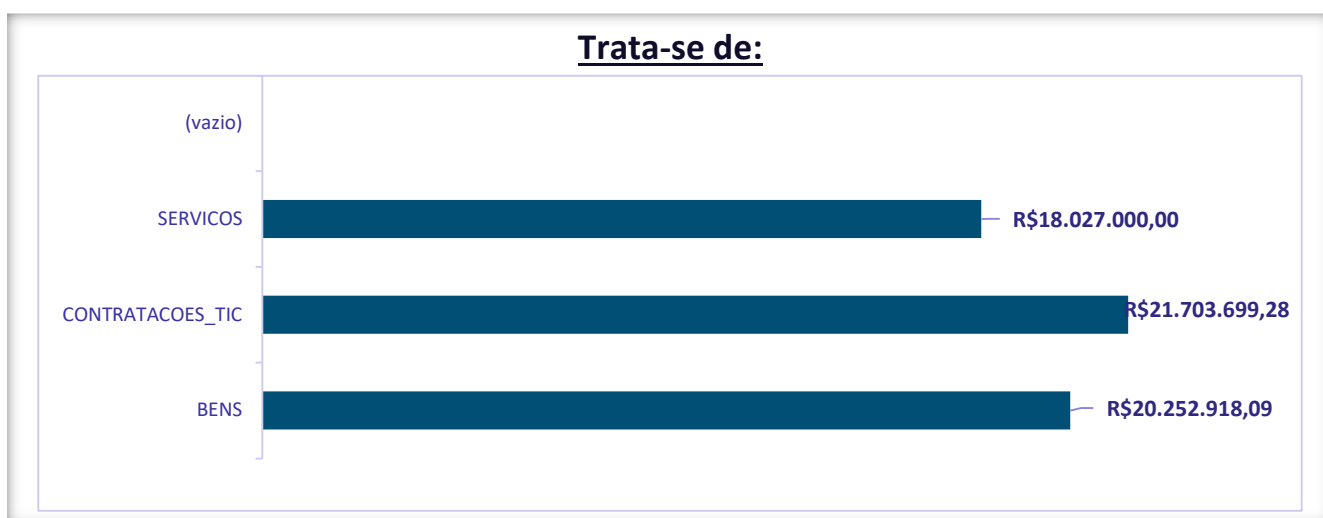 Trata-se de:
(vazio)
SERVICOS
R$18.027.000,00
CONTRATACOES_TIC
R$21.703.699,28
BENS
R$20.252.918,09